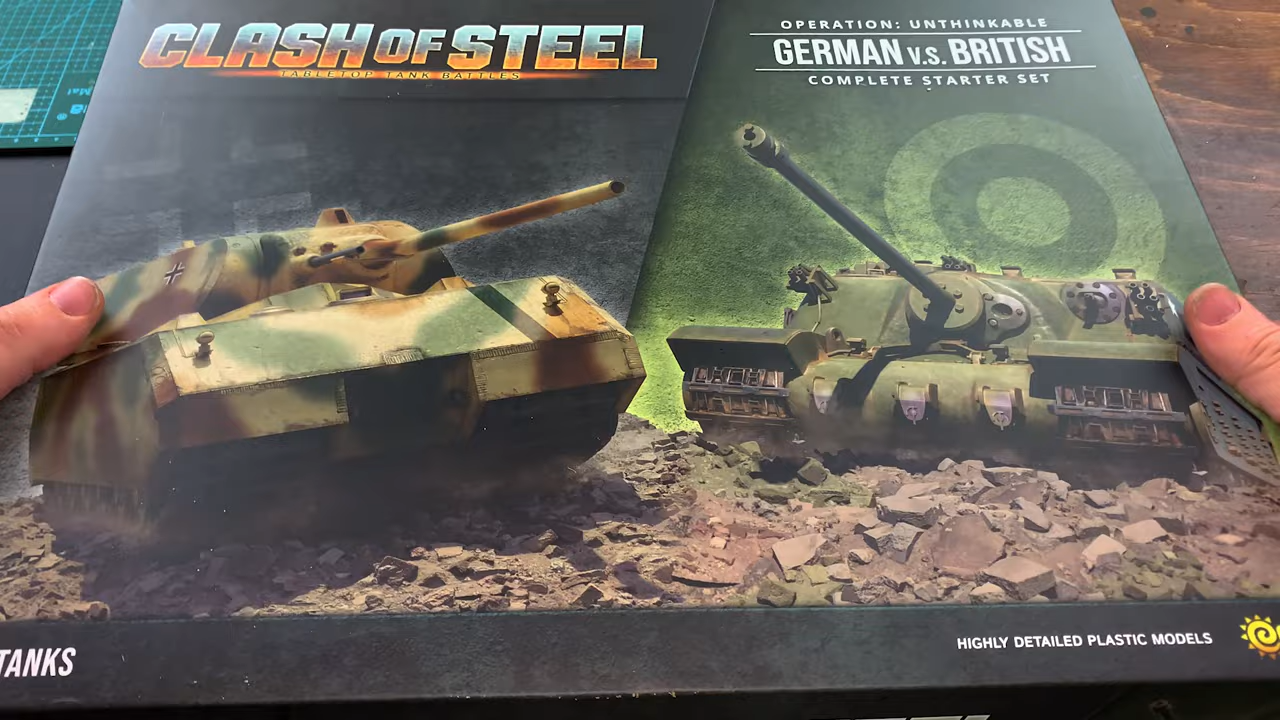 CLASH OF STEEL
TABLETOP TANK BATTLES
OPERATION: UNTHINKABLE
GERMAN V.S. BRITISH
COMPLETE STARTER SET
TANKS
HIGHLY DETAILED PLASTIC MODELS